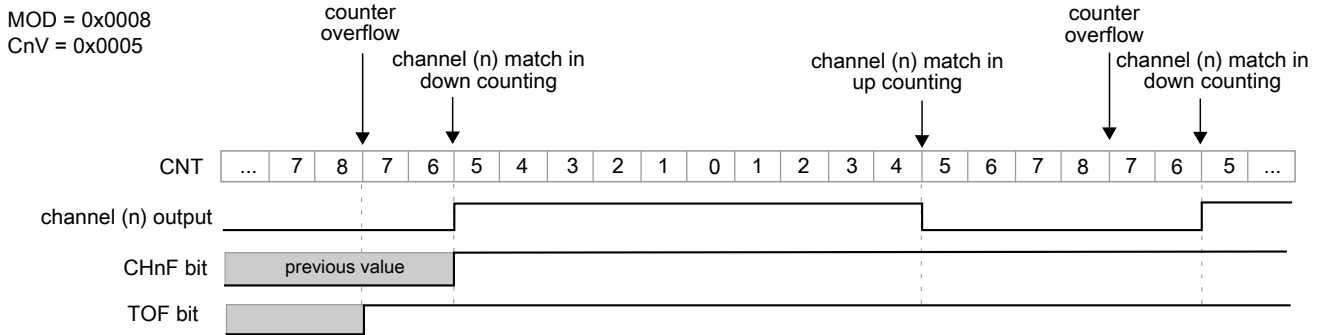 MOD = 0x0008
CnV = 0x0005
counter
overflow
channel (n) match in
down counting
channel (n) match in
up counting
counter
overflow
channel (n) match in
down counting
CNT ... 7 8 7 6 5 4 3 2 1 0 1 2 3 4 5 6 7 8 7 6 5 ...
channel (n) output
CHnF bit previous value
TOF bit